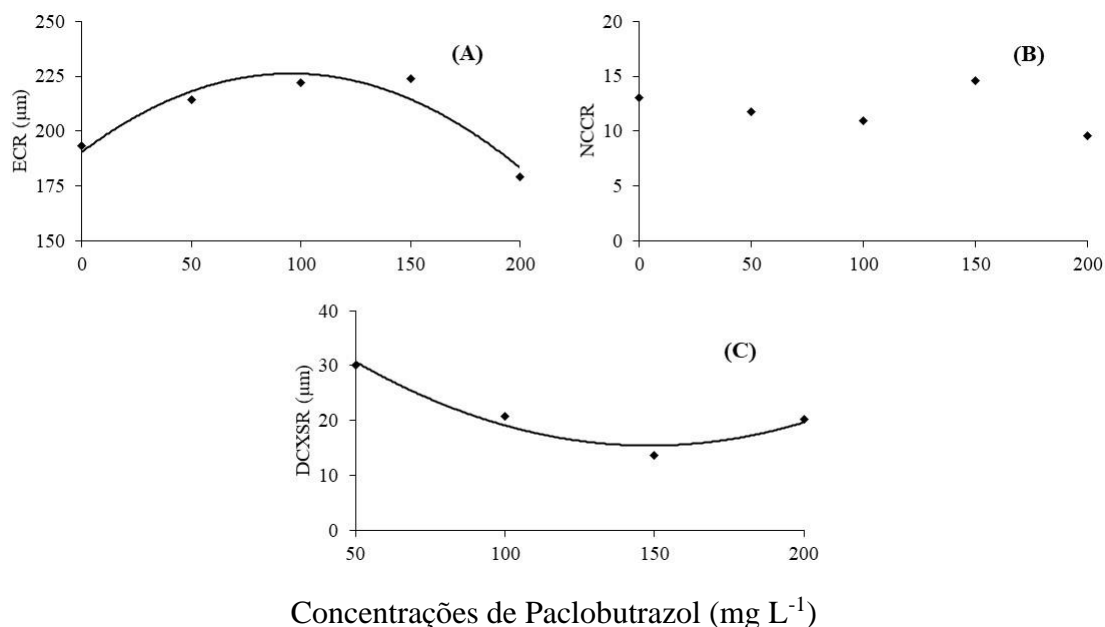 250
225
200
175
150
ECR (µm)
(A)
0 50 100 150 200
20
15
10
5
0
NCCR
(B)
0 50 100 150 200
40
30
20
10
0
DCXSR (µm)
(C)
50 100 150 200
Concentrações de Paclobutrazol (mg L⁻¹)